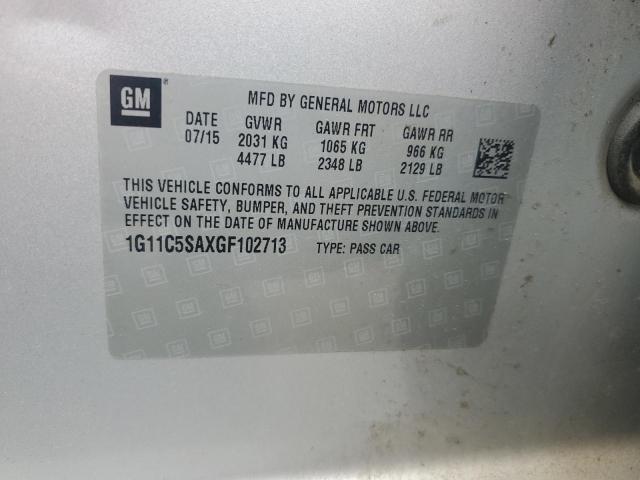 GM
MFD BY GENERAL MOTORS LLC
DATE GVWR GAWR FRT GAWR RR
07/15 2031 KG 1065 KG 966 KG
4477 LB 2348 LB 2129 LB
THIS VEHICLE CONFORMS TO ALL APPLICABLE U.S. FEDERAL MOTOR
VEHICLE SAFETY, BUMPER, AND THEFT PREVENTION STANDARDS IN
EFFECT ON THE DATE OF MANUFACTURE SHOWN ABOVE.
1G11C5SAXGF102713 TYPE: PASS CAR